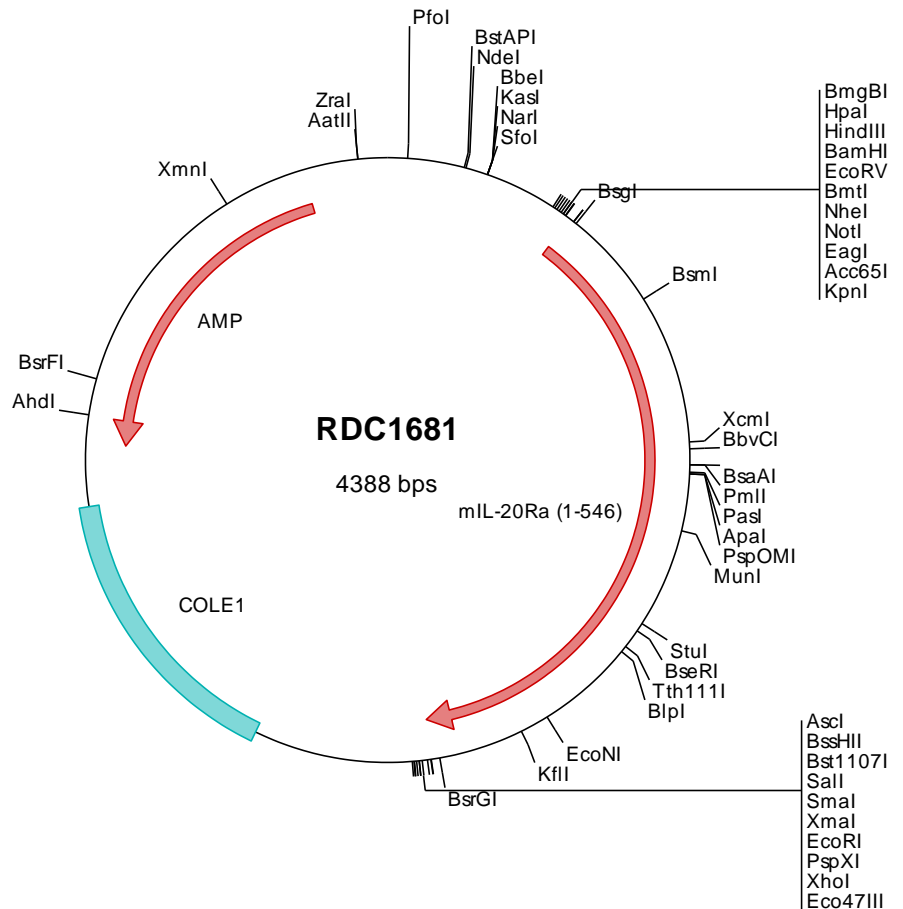 PfoI
BstAPI
NdeI
BbeI
KasI
NarI
SfoI
ZraI
AatII
XmnI
BsgI
BmgBI
HpaI
HindIII
BamHI
EcoRV
BmtI
NheI
NotI
EagI
Acc65I
KpnI
BsmI
AMP
BsrFI
AhdI
RDC1681
4388 bps
mIL-20Ra (1-546)
XcmI
BbvCI
BsaAI
PmlI
PasI
ApaI
PspOMI
MunI
COLE1
StuI
BseRI
Tth111I
BlpI
EcoNI
KflI
BsrGI
AscI
BssHII
Bst1107I
SalI
SmaI
XmaI
EcoRI
PspXI
XhoI
Eco47III